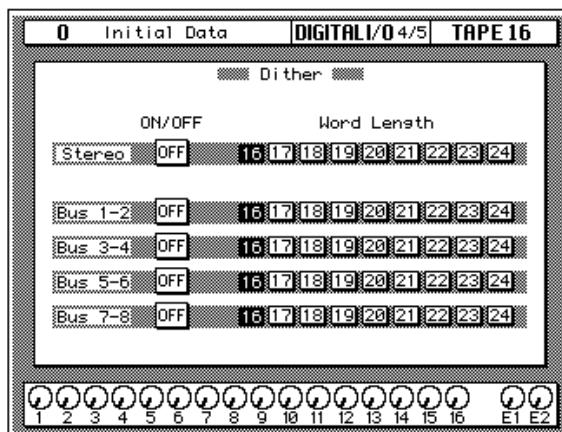 0 Initial Data DIGITAL I/O 4/5 TAPE 16
Dither
ON/OFF Word Length
Stereo OFF 16 17 18 19 20 21 22 23 24
Bus 1-2 OFF 16 17 18 19 20 21 22 23 24
Bus 3-4 OFF 16 17 18 19 20 21 22 23 24
Bus 5-6 OFF 16 17 18 19 20 21 22 23 24
Bus 7-8 OFF 16 17 18 19 20 21 22 23 24
1 2 3 4 5 6 7 8 9 10 11 12 13 14 15 16 E1 E2